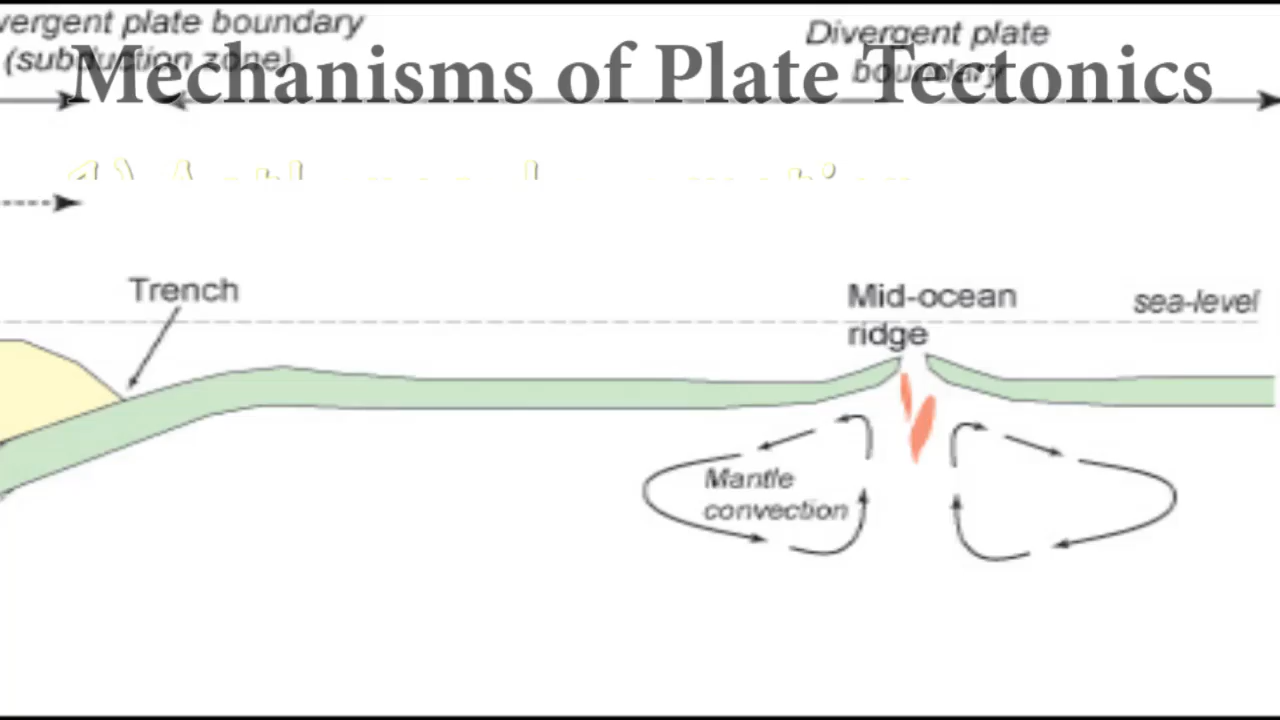 vergent plate boundary
(subduction zone)
Divergent plate
boundary
Mechanisms of Plate Tectonics
Trench
Mid-ocean
ridge
sea-level
Mantle
convection